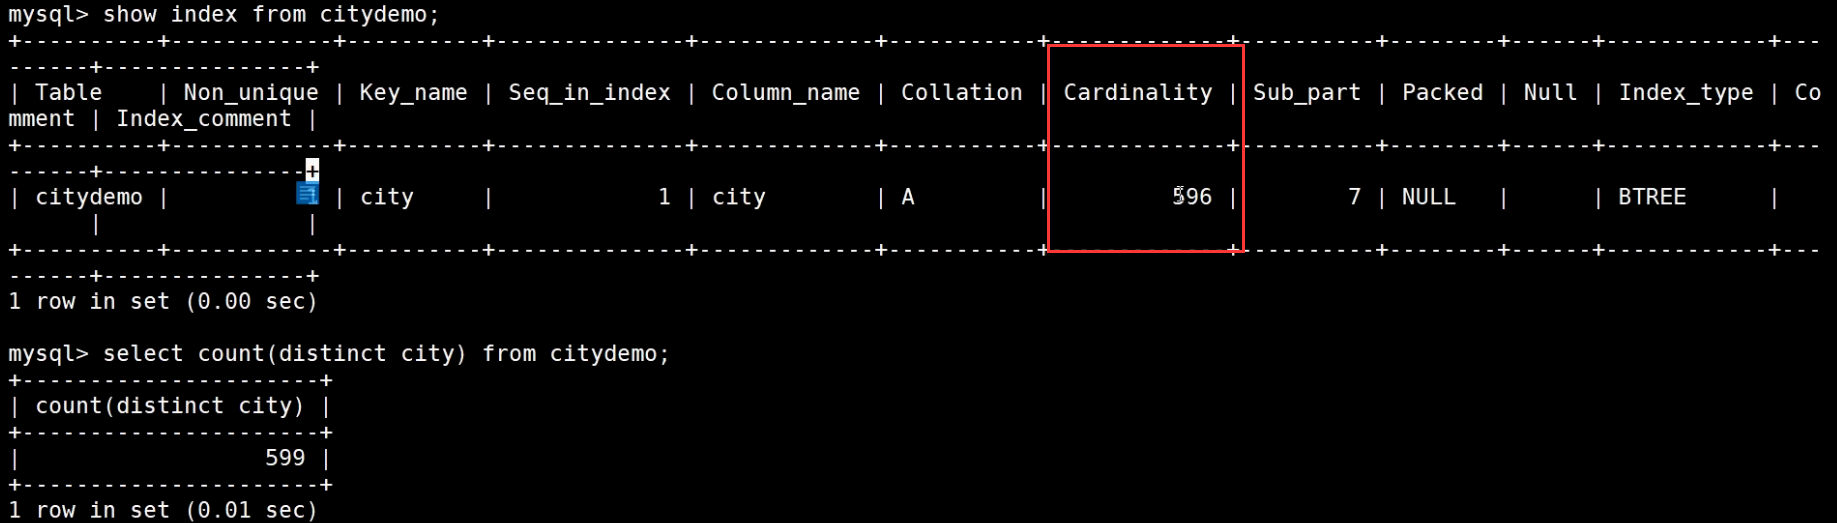 mysql> show index from citydemo;
+----------+------------+----------+--------------+-------------+-----------+-------------+----------+--------+------+------------+---
------+---------------+
| Table    | Non_unique | Key_name | Seq_in_index | Column_name | Collation | Cardinality | Sub_part | Packed | Null | Index_type | Co
mment | Index_comment |
+----------+------------+----------+--------------+-------------+-----------+-------------+----------+--------+------+------------+---
------+---------------+
| citydemo |          1 | city     |            1 | city        | A         |         596 |        7 | NULL   |      | BTREE      |
      |               |
+----------+------------+----------+--------------+-------------+-----------+-------------+----------+--------+------+------------+---
------+---------------+
1 row in set (0.00 sec)
mysql> select count(distinct city) from citydemo;
+----------------------+
| count(distinct city) |
+----------------------+
|                  599 |
+----------------------+
1 row in set (0.01 sec)